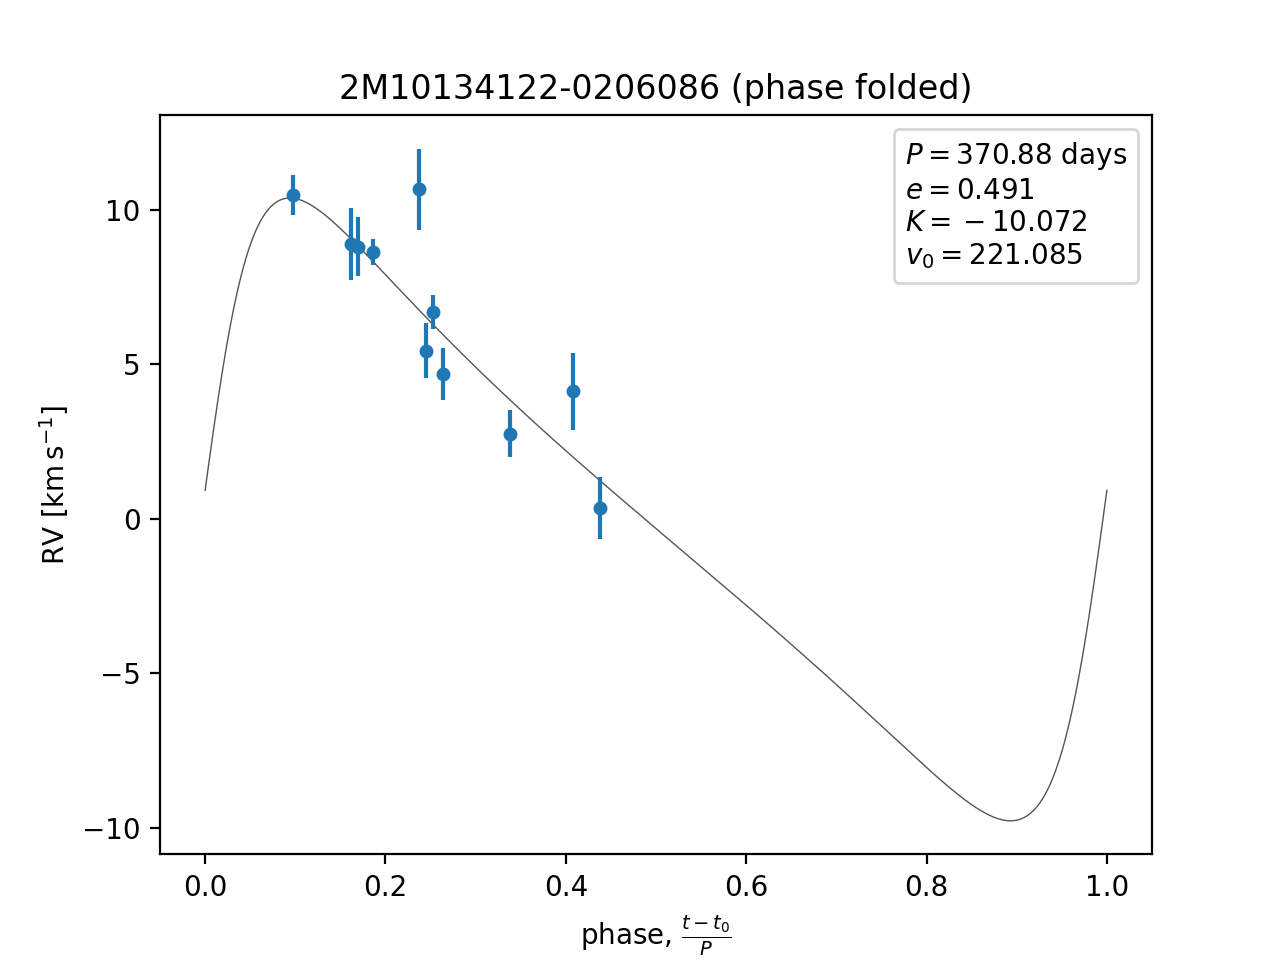 2M10134122-0206086 (phase folded)
P = 370.88 days
e = 0.491
K = −10.072
v₀ = 221.085
10
5
0
−5
−10
RV [km s⁻¹]
0.0 0.2 0.4 0.6 0.8 1.0
phase, (t − t₀)/P